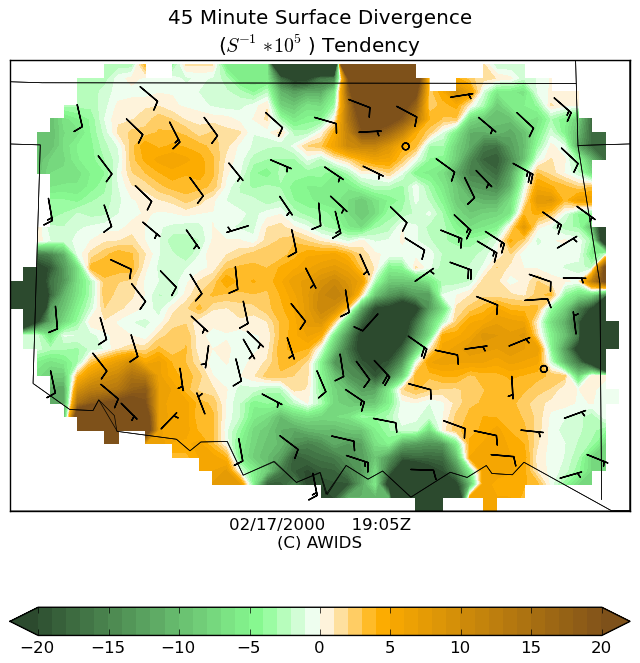 45 Minute Surface Divergence
(S⁻¹ * 10⁵ ) Tendency
02/17/2000 19:05Z
(C) AWIDS
−20 −15 −10 −5 0 5 10 15 20